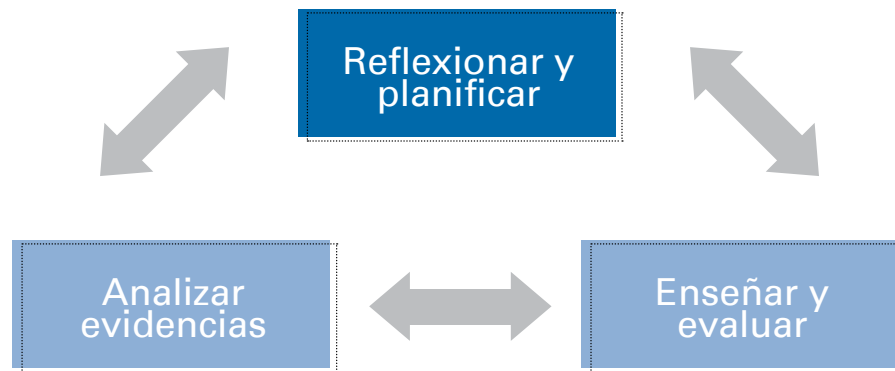 Reflexionar y
planificar
Analizar
evidencias
Enseñar y
evaluar